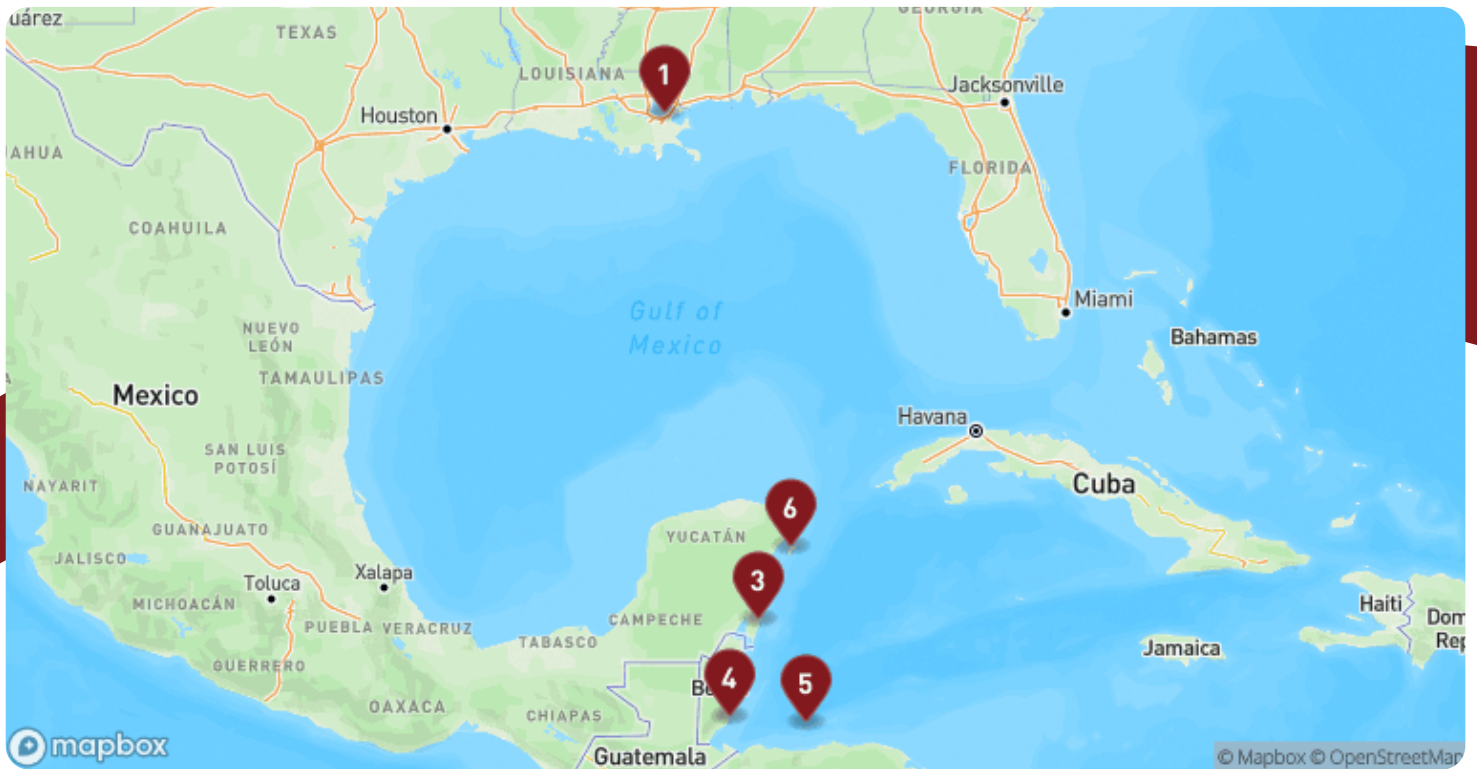 uárez
TEXAS
GEORGIA
LOUISIANA
1
Jacksonville
Houston
AHUA
FLORIDA
COAHUILA
Gulf of
Mexico
Miami
NUEVO
LEÓN
Bahamas
TAMAULIPAS
Mexico
Havana
SAN LUIS
POTOSÍ
NAYARIT
Cuba
6
GUANAJUATO
YUCATÁN
JALISCO
Xalapa
Toluca
3
MICHOACÁN
Haiti
PUEBLA
VERACRUZ
CAMPECHE
Dom
Rep
TABASCO
Jamaica
GUERRERO
4
5
Be
OAXACA
CHIAPAS
mapbox
Guatemala
© Mapbox © OpenStreetMap